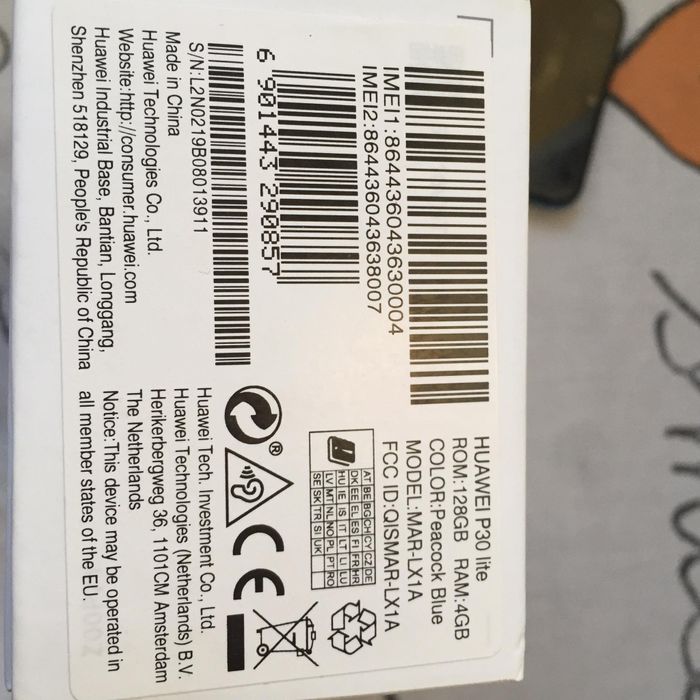 HUAWEI P30 lite
ROM:128GB RAM:4GB
COLOR:Peacock Blue
MODEL:MAR-LX1A
FCC ID:QISMAR-LX1A
IMEI1:864436043630004
IMEI2:864436043638007
6 901443 290857
S/N:L2N0219B08013911
Made in China
Huawei Technologies Co., Ltd.
Website:http://consumer.huawei.com
Huawei Industrial Base, Bantian, Longgang,
Shenzhen 518129, People's Republic of China
AT BE BG CH CY CZ DE
DK EE EL ES FI FR HR
HU IE IS IT LT LI LU
LV MT NL NO PL PT RO
SE SK TR SI UK
®
CE
Huawei Tech. Investment Co., Ltd.
Huawei Technologies (Netherlands) B.V.
Herikerbergweg 36, 1101CM Amsterdam
The Netherlands
Notice:This device may be operated in
all member states of the EU.